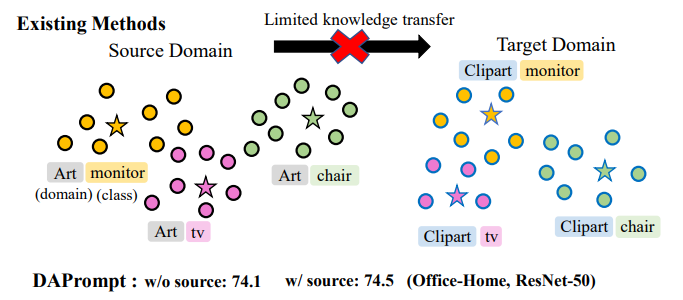 Existing Methods
Limited knowledge transfer
Source Domain
Target Domain
Clipart monitor
Art monitor
(domain) (class)
Art chair
Art tv
Clipart tv
Clipart chair
DAPrompt : w/o source: 74.1 w/ source: 74.5 (Office-Home, ResNet-50)